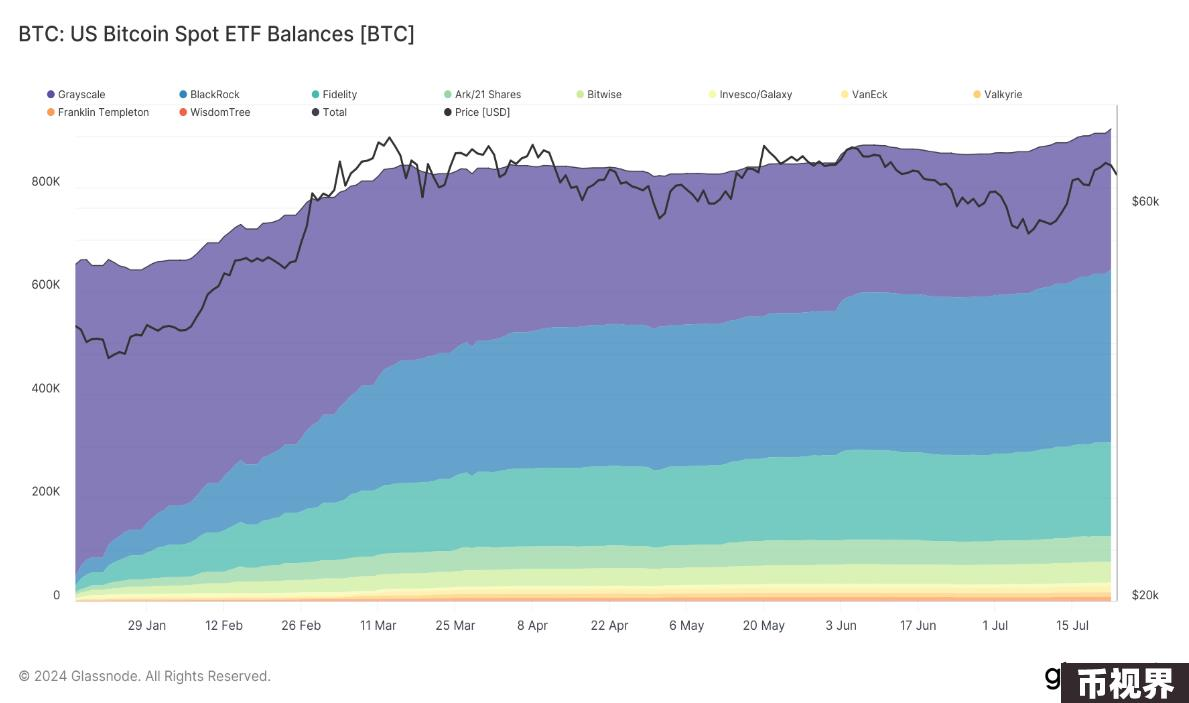 BTC: US Bitcoin Spot ETF Balances [BTC]
Grayscale BlackRock Fidelity Ark/21 Shares Bitwise Invesco/Galaxy VanEck Valkyrie
Franklin Templeton WisdomTree Total Price [USD]
800K
$60k
600K
400K
200K
0
$20k
29 Jan 12 Feb 26 Feb 11 Mar 25 Mar 8 Apr 22 Apr 6 May 20 May 3 Jun 17 Jun 1 Jul 15 Jul
© 2024 Glassnode. All Rights Reserved.
币视界